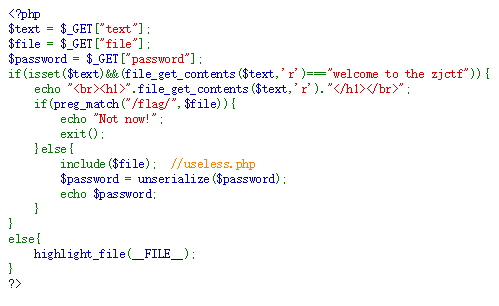 <?php
$text = $_GET["text"];
$file = $_GET["file"];
$password = $_GET["password"];
if(isset($text)&&(file_get_contents($text,'r')==="welcome to the zjctf")){
    echo "<br><h1>".file_get_contents($text,'r')."</h1></br>";
    if(preg_match("/flag/",$file)){
        echo "Not now!";
        exit();
    }else{
        include($file);  //useless.php
        $password = unserialize($password);
        echo $password;
    }
}
else{
    highlight_file(__FILE__);
}
?>